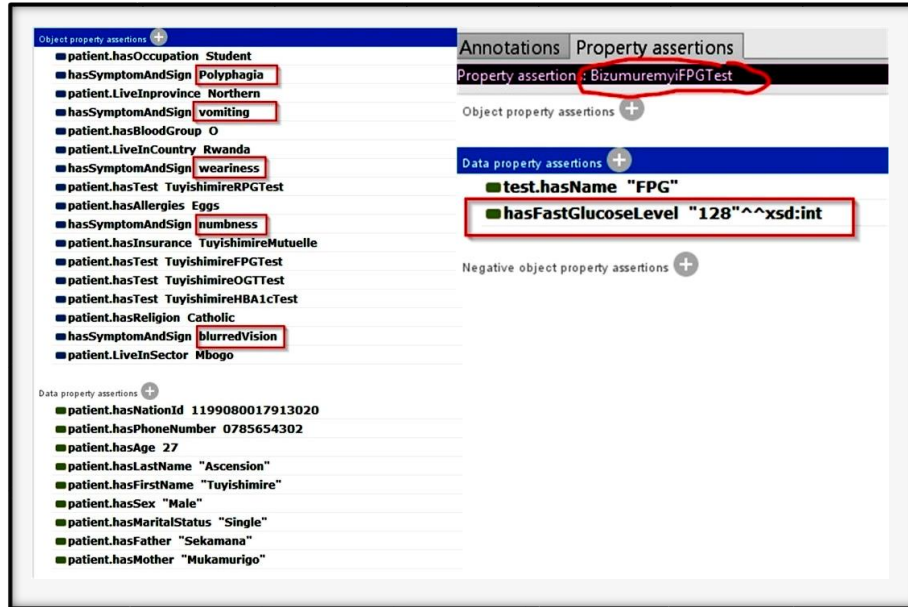 Object property assertions
patient.hasOccupation Student
hasSymptomAndSign Polyphagia
patient.LiveInprovince Northern
hasSymptomAndSign vomiting
patient.hasBloodGroup O
patient.LiveInCountry Rwanda
hasSymptomAndSign weariness
patient.hasTest TuyishimireRPGTest
patient.hasAllergies Eggs
hasSymptomAndSign numbness
patient.hasInsurance TuyishimireMutuelle
patient.hasTest TuyishimireFPGTest
patient.hasTest TuyishimireOGTTest
patient.hasTest TuyishimireHBA1cTest
patient.hasReligion Catholic
hasSymptomAndSign blurredVision
patient.LiveInSector Mbogo
Data property assertions
patient.hasNationId 1199080017913020
patient.hasPhoneNumber 0785654302
patient.hasAge 27
patient.hasLastName "Ascension"
patient.hasFirstName "Tuyishimire"
patient.hasSex "Male"
patient.hasMaritalStatus "Single"
patient.hasFather "Sekamana"
patient.hasMother "Mukamurigo"
Annotations Property assertions
Property assertions: BizumuremyiFPGTest
Object property assertions
Data property assertions
test.hasName "FPG"
hasFastGlucoseLevel "128"^^xsd:int
Negative object property assertions